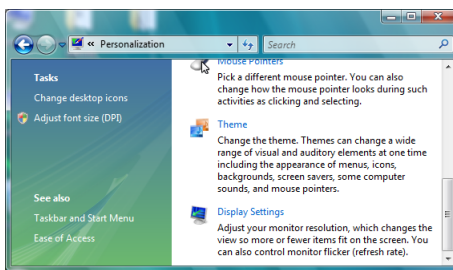 « Personalization
Search
Tasks
Change desktop icons
Adjust font size (DPI)
See also
Taskbar and Start Menu
Ease of Access
Mouse Pointers
Pick a different mouse pointer. You can also
change how the mouse pointer looks during such
activities as clicking and selecting.
Theme
Change the theme. Themes can change a wide
range of visual and auditory elements at one time
including the appearance of menus, icons,
backgrounds, screen savers, some computer
sounds, and mouse pointers.
Display Settings
Adjust your monitor resolution, which changes the
view so more or fewer items fit on the screen. You
can also control monitor flicker (refresh rate).